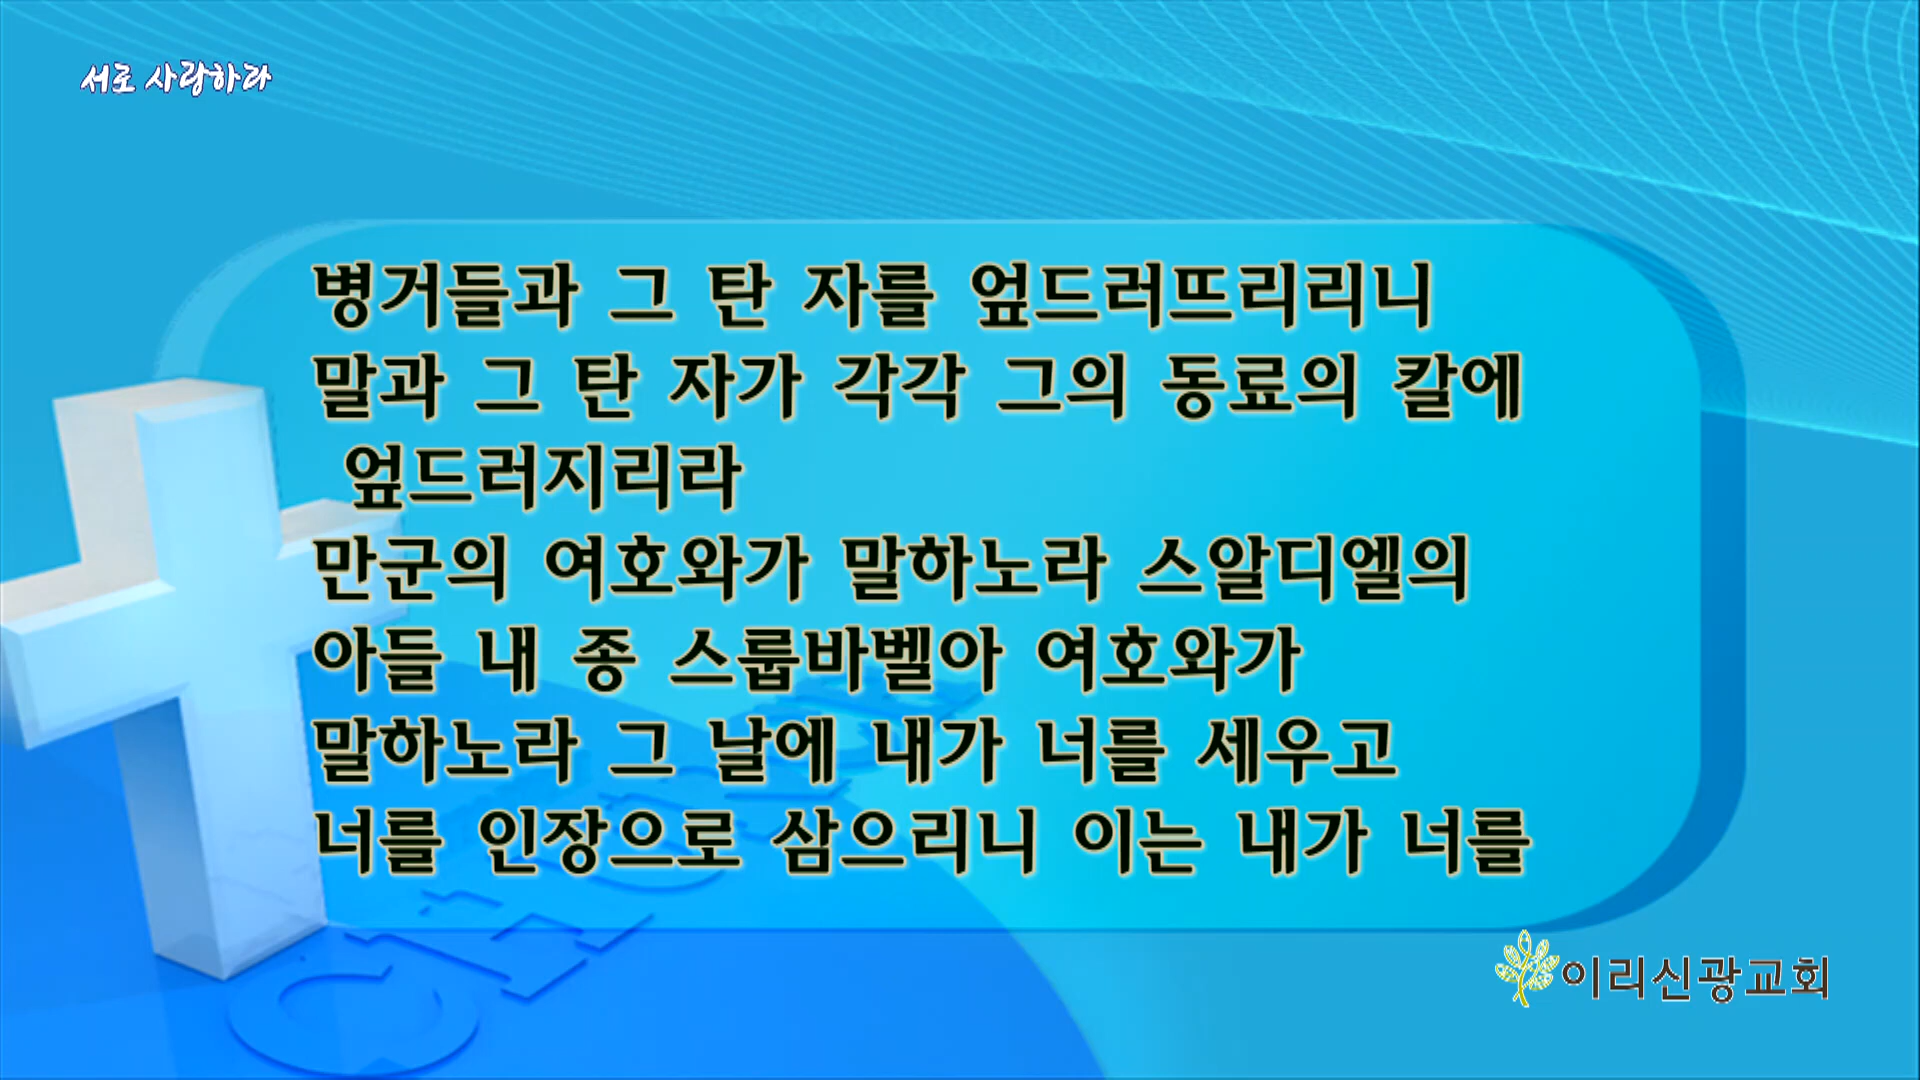 서로 사랑하라
병거들과 그 탄 자를 엎드러뜨리리니
말과 그 탄 자가 각각 그의 동료의 칼에
엎드러지리라
만군의 여호와가 말하노라 스알디엘의
아들 내 종 스룹바벨아 여호와가
말하노라 그 날에 내가 너를 세우고
너를 인장으로 삼으리니 이는 내가 너를
이리신광교회